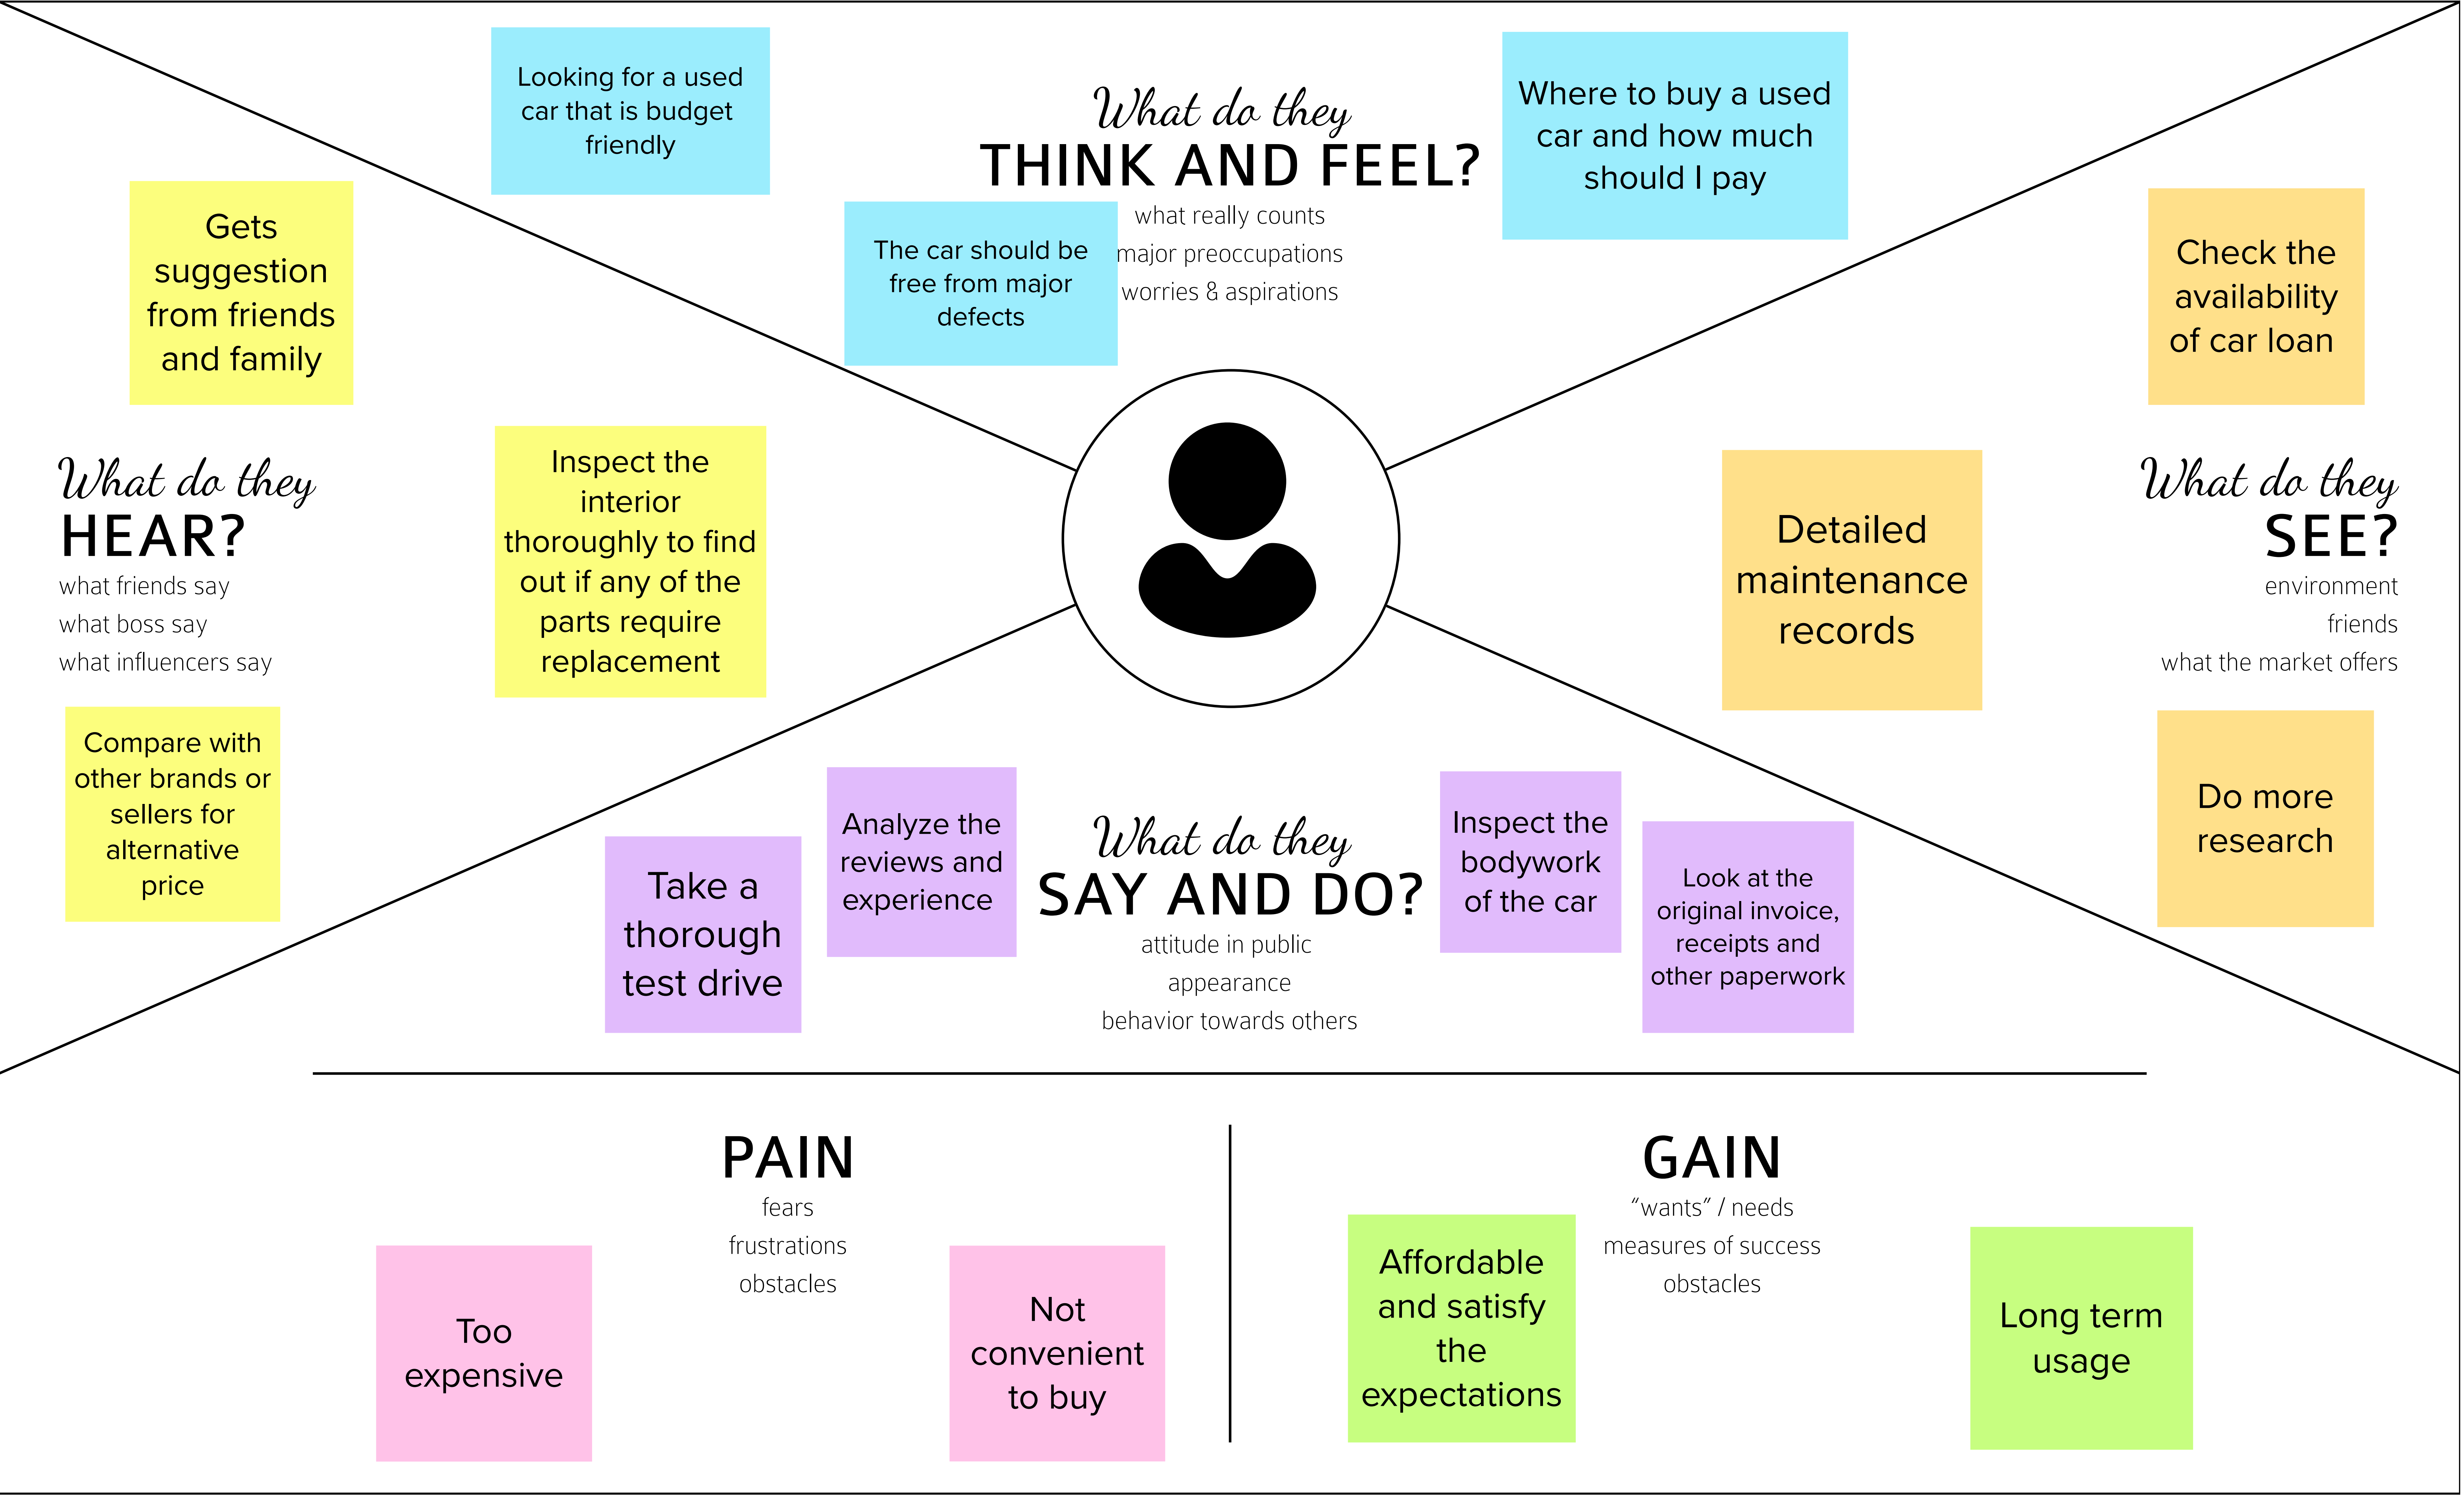 Looking for a used
car that is budget
friendly
What do they
THINK AND FEEL?
what really counts
major preoccupations
worries & aspirations
The car should be
free from major
defects
Where to buy a used
car and how much
should I pay
Gets
suggestion
from friends
and family
What do they
HEAR?
what friends say
what boss say
what influencers say
Inspect the
interior
thoroughly to find
out if any of the
parts require
replacement
Compare with
other brands or
sellers for
alternative
price
Check the
availability
of car loan
Detailed
maintenance
records
What do they
SEE?
environment
friends
what the market offers
Do more
research
Take a
thorough
test drive
Analyze the
reviews and
experience
What do they
SAY AND DO?
attitude in public
appearance
behavior towards others
Inspect the
bodywork
of the car
Look at the
original invoice,
receipts and
other paperwork
PAIN
fears
frustrations
obstacles
Too
expensive
Not
convenient
to buy
GAIN
“wants” / needs
measures of success
obstacles
Affordable
and satisfy
the
expectations
Long term
usage